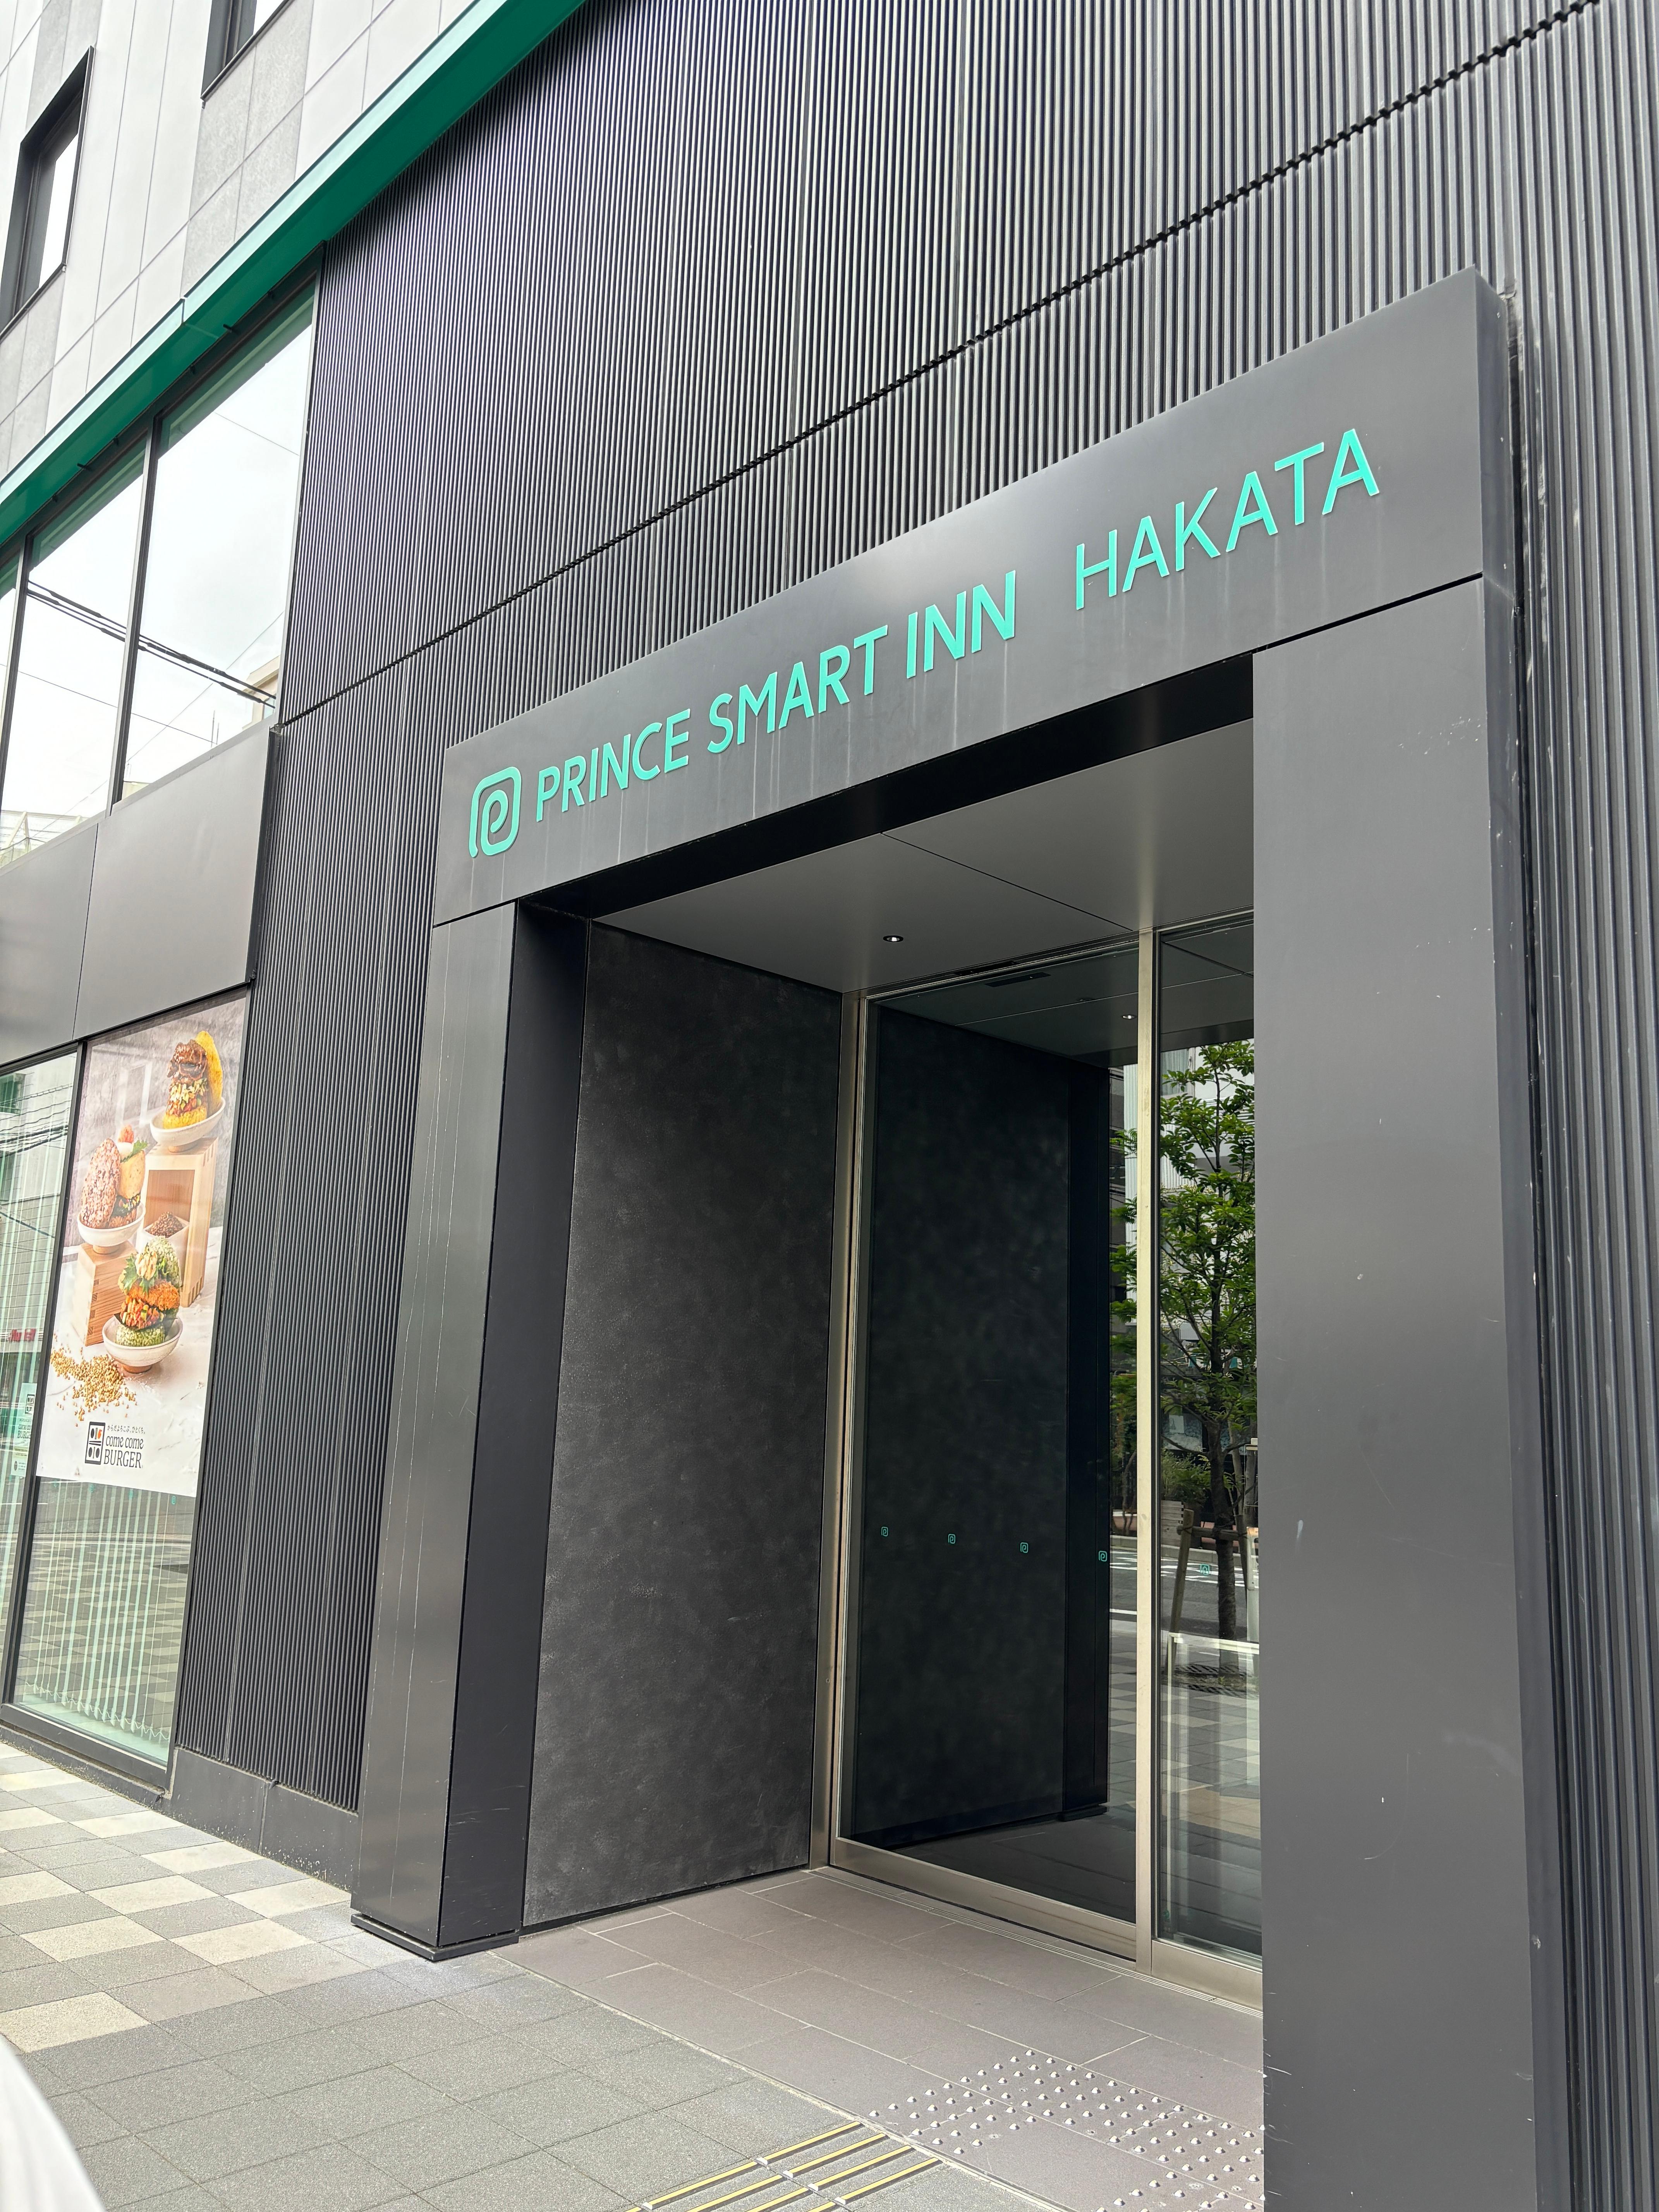 PRINCE SMART INN HAKATA
come come
BURGER